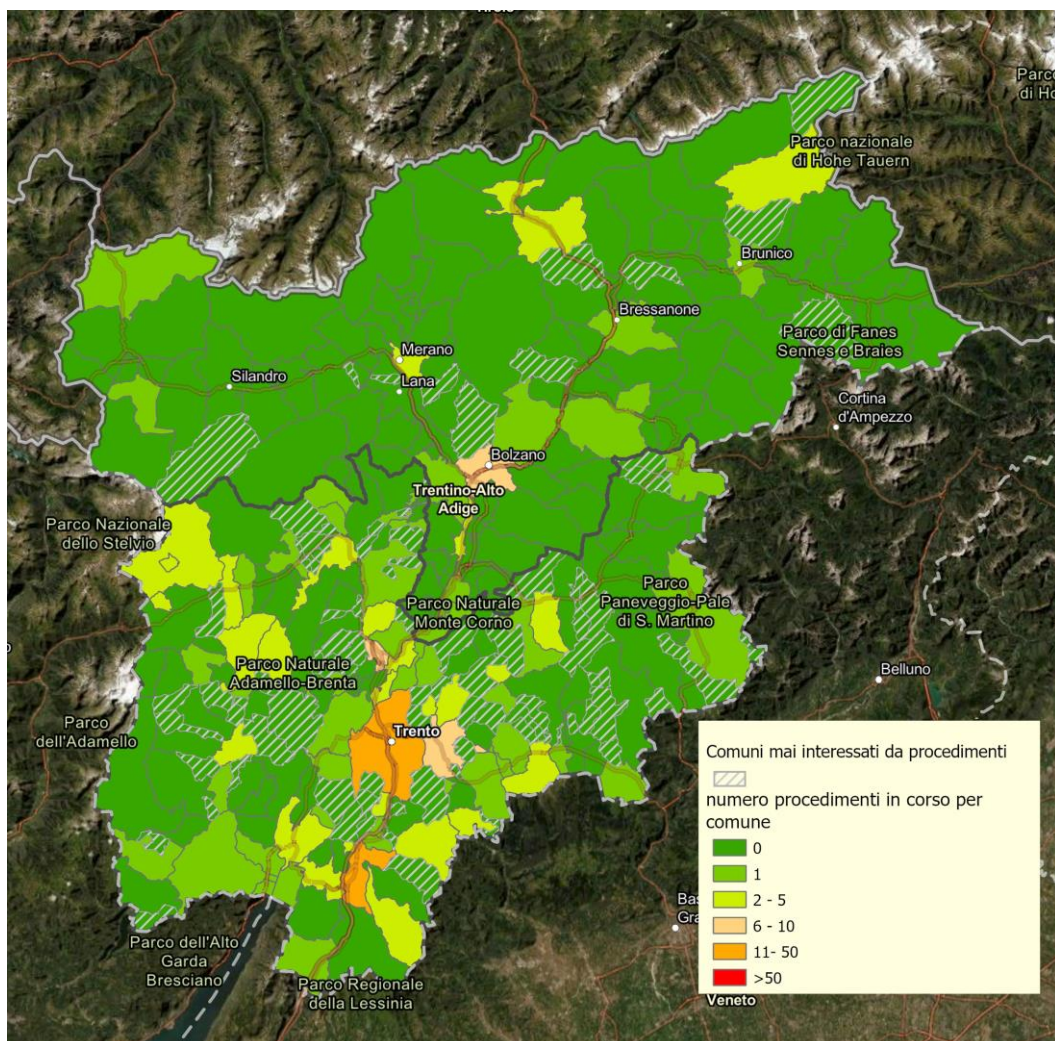 Tirolo
Parco nazionale
di Hohe Tauern
Brunico
Bressanone
Parco di Fanes
Sennes e Braies
Merano
Silandro
Lana
Cortina
d'Ampezzo
Bolzano
Trentino-Alto
Adige
Parco Nazionale
dello Stelvio
Parco
Paneveggio-Pale
di S. Martino
Parco Naturale
Monte Corno
Parco Naturale
Adamello-Brenta
Belluno
Parco
dell'Adamello
Trento
Comuni mai interessati da procedimenti
numero procedimenti in corso per
comune
0
1
2 - 5
6 - 10
11- 50
>50
Parco dell'Alto
Garda
Bresciano
Parco Regionale
della Lessinia
Veneto